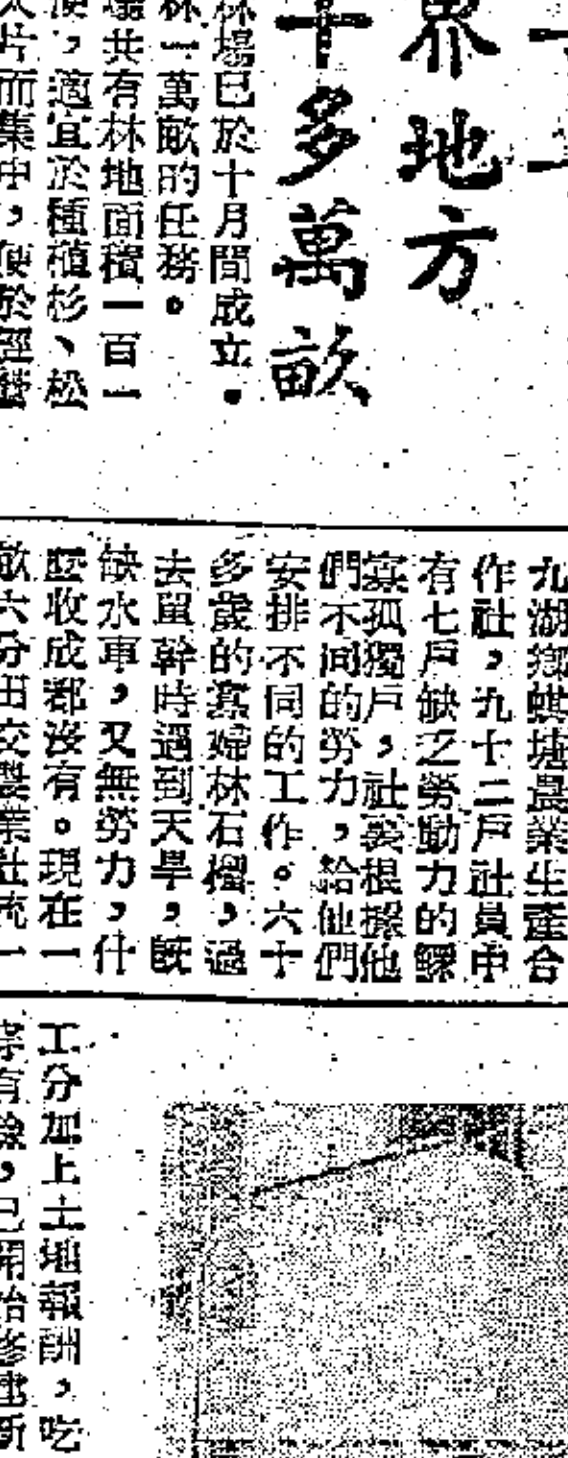 界地方
十多萬畝
林場已於十月間成立。
林一萬畝的任務。
場共有林地面積一百一
便，適宜於種植杉、松
大片而集中，便於經營
九湖鄉蜞塘農業生產合
作社，九十二戶社員中
有七戶缺乏勞動力的鰥
寡孤獨戶，社裏根據他
們不同的勞力，給他們
安排不同的工作。六十
多歲的寡婦林石榴，過
去單幹時遇到天旱，既
缺水車，又無勞力，什
麼收成都沒有。現在一
畝六分田交農業社統一
工分加上土地報酬，吃
穿有餘，已開始修建新